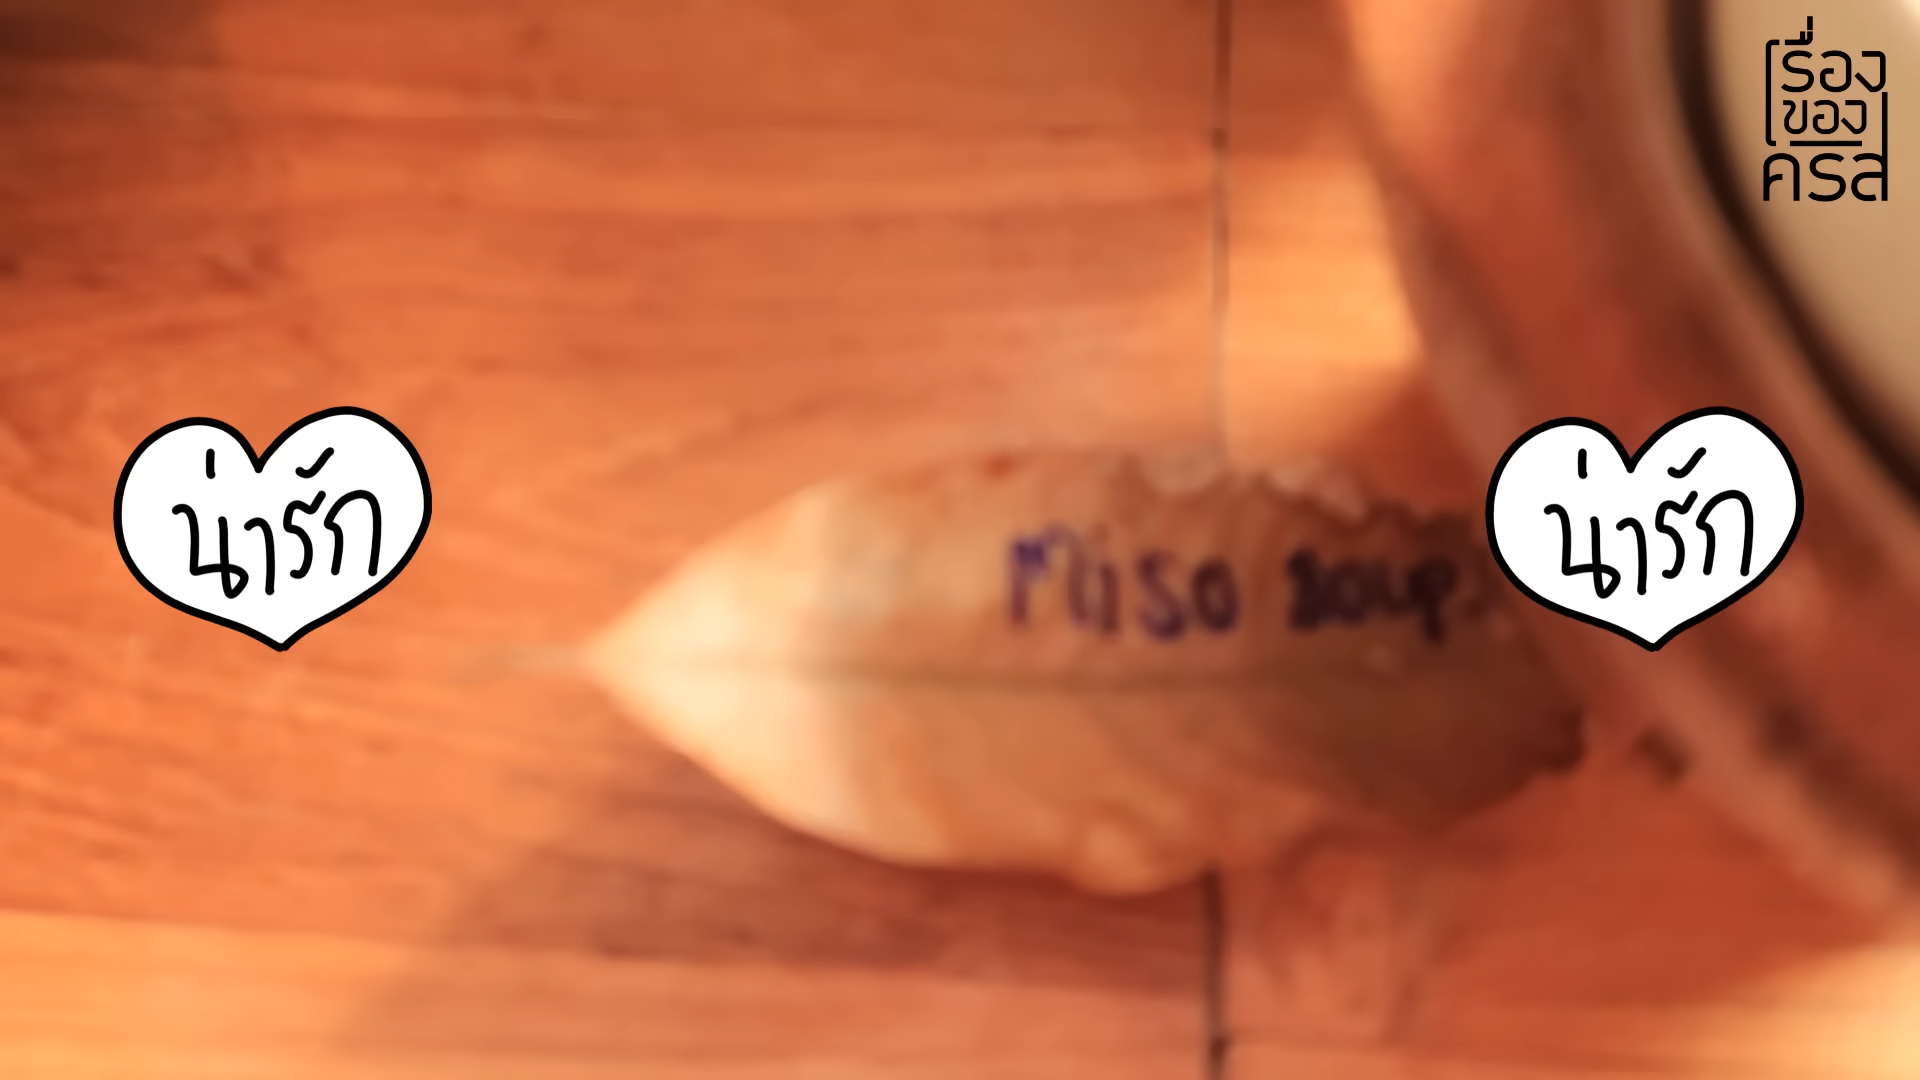 เรื่อง
ของ
ครส
น่ารัก
Miso soup
น่ารัก